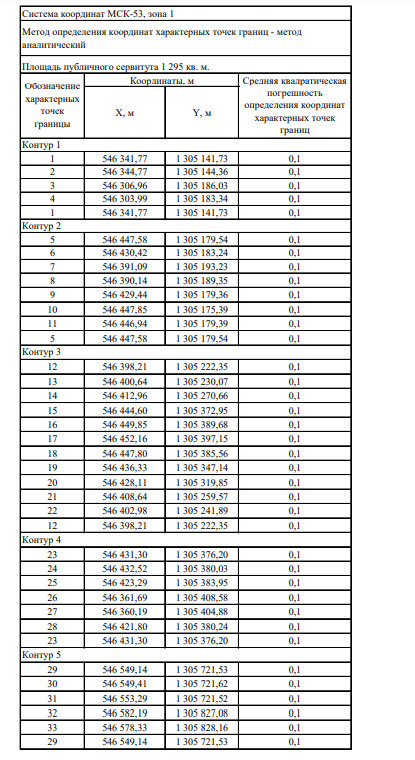 Система координат МСК-53, зона 1
Метод определения координат характерных точек границ - метод
аналитический
Площадь публичного сервитута 1 295 кв. м.
Обозначение характерных точек границы Координаты, м Средняя квадратическая погрешность определения координат характерных точек границ
X, м Y, м
Контур 1
1 546 341,77 1 305 141,73 0,1
2 546 344,77 1 305 144,36 0,1
3 546 306,96 1 305 186,03 0,1
4 546 303,99 1 305 183,34 0,1
1 546 341,77 1 305 141,73 0,1
Контур 2
5 546 447,58 1 305 179,54 0,1
6 546 430,42 1 305 183,24 0,1
7 546 391,09 1 305 193,23 0,1
8 546 390,14 1 305 189,35 0,1
9 546 429,44 1 305 179,36 0,1
10 546 447,85 1 305 175,39 0,1
11 546 446,94 1 305 179,39 0,1
5 546 447,58 1 305 179,54 0,1
Контур 3
12 546 398,21 1 305 222,35 0,1
13 546 400,64 1 305 230,07 0,1
14 546 412,96 1 305 270,66 0,1
15 546 444,60 1 305 372,95 0,1
16 546 449,85 1 305 389,68 0,1
17 546 452,16 1 305 397,15 0,1
18 546 447,80 1 305 385,56 0,1
19 546 436,33 1 305 347,14 0,1
20 546 428,11 1 305 319,85 0,1
21 546 408,64 1 305 259,57 0,1
22 546 402,98 1 305 241,89 0,1
12 546 398,21 1 305 222,35 0,1
Контур 4
23 546 431,30 1 305 376,20 0,1
24 546 432,52 1 305 380,03 0,1
25 546 423,29 1 305 383,95 0,1
26 546 361,69 1 305 408,58 0,1
27 546 360,19 1 305 404,88 0,1
28 546 421,80 1 305 380,24 0,1
23 546 431,30 1 305 376,20 0,1
Контур 5
29 546 549,14 1 305 721,53 0,1
30 546 549,41 1 305 721,62 0,1
31 546 553,29 1 305 721,52 0,1
32 546 582,19 1 305 827,08 0,1
33 546 578,33 1 305 828,16 0,1
29 546 549,14 1 305 721,53 0,1